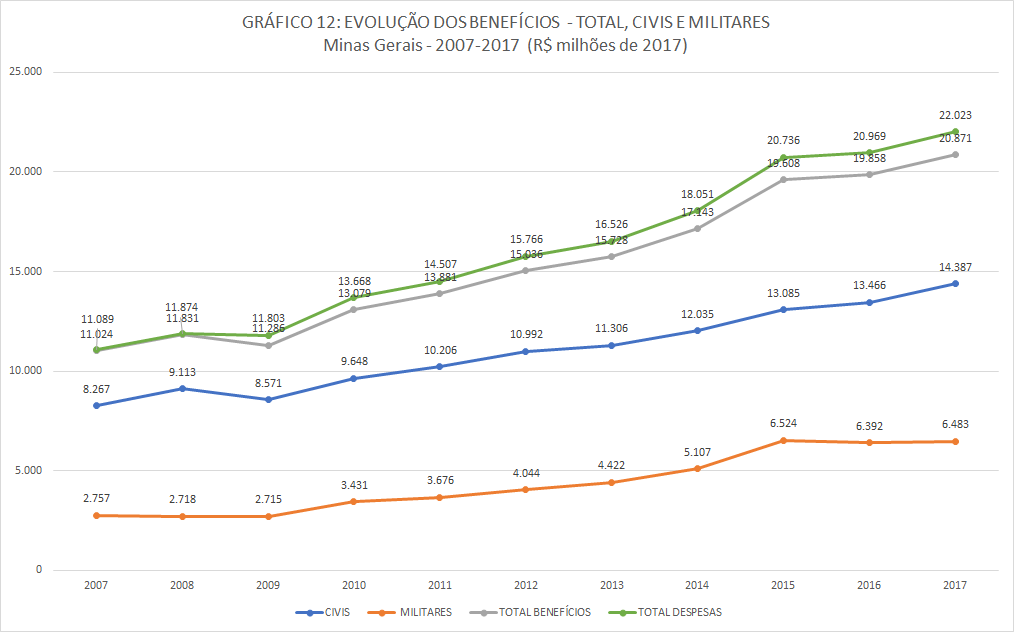 GRÁFICO 12: EVOLUÇÃO DOS BENEFÍCIOS - TOTAL, CIVIS E MILITARES
Minas Gerais - 2007-2017 (R$ milhões de 2017)
25.000
20.000
15.000
10.000
5.000
0
11.089 11.874 11.803 13.668 14.507 15.766 16.526 18.051 20.736 20.969 22.023
11.024 11.831 11.286 13.079 13.881 15.036 15.728 17.143 19.608 19.858 20.871
8.267 9.113 8.571 9.648 10.206 10.992 11.306 12.035 13.085 13.466 14.387
2.757 2.718 2.715 3.431 3.676 4.044 4.422 5.107 6.524 6.392 6.483
2007 2008 2009 2010 2011 2012 2013 2014 2015 2016 2017
CIVIS MILITARES TOTAL BENEFÍCIOS TOTAL DESPESAS